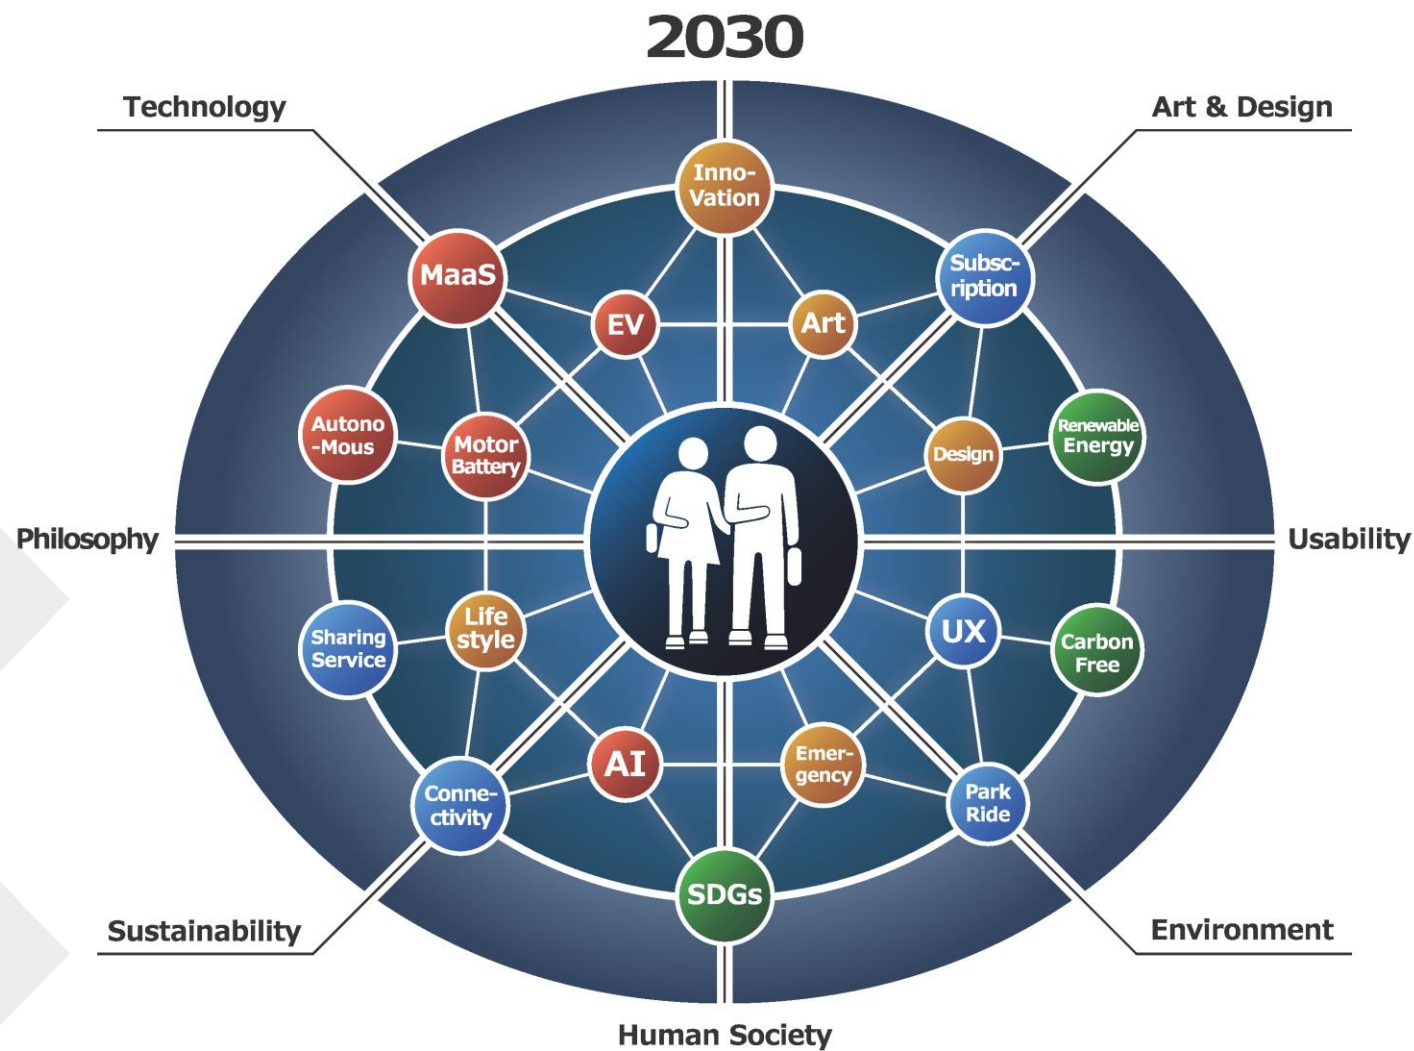 2030
Technology
Art & Design
Inno-
Vation
MaaS
Subsc-
ription
EV
Art
Autono
-Mous
Motor
Battery
Design
Renewable
Energy
Philosophy
Usability
Sharing
Service
Life
style
UX
Carbon
Free
AI
Emer-
gency
Conne-
ctivity
Park
Ride
SDGs
Sustainability
Environment
Human Society